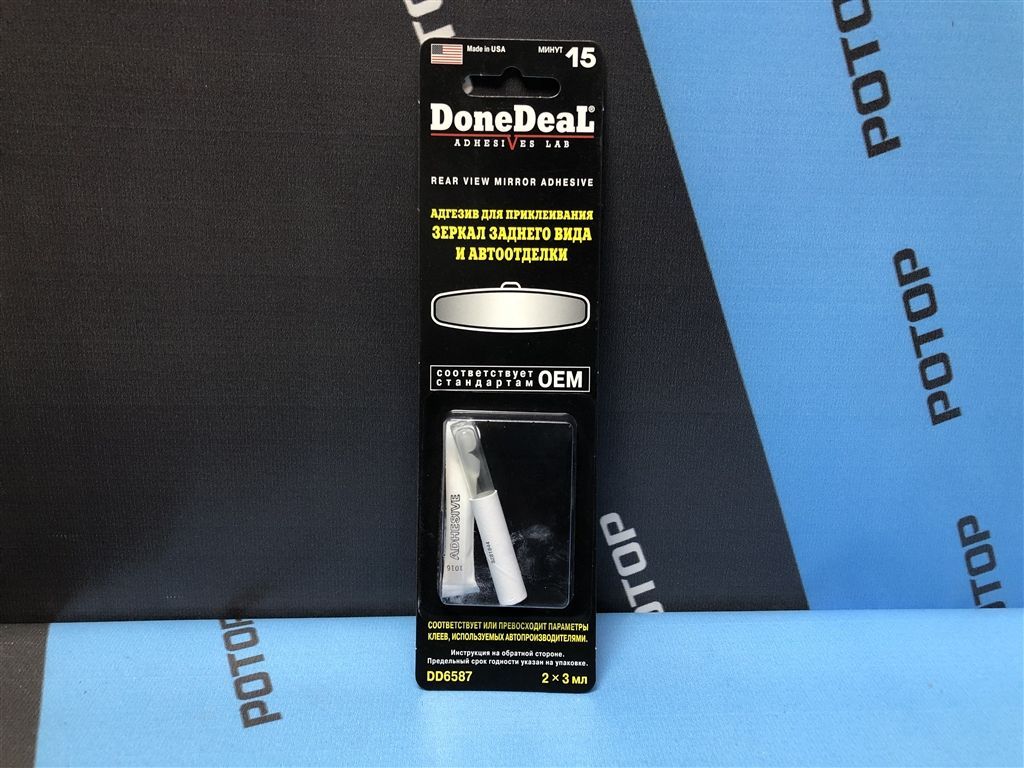 Made in USA
МИНУТ 15
DoneDeaL®
ADHESIVES LAB
REAR VIEW MIRROR ADHESIVE
АДГЕЗИВ ДЛЯ ПРИКЛЕИВАНИЯ
ЗЕРКАЛ ЗАДНЕГО ВИДА
И АВТООТДЕЛКИ
соответствует
стандартам OEM
ADHESIVE
1016
СООТВЕТСТВУЕТ ИЛИ ПРЕВОСХОДИТ ПАРАМЕТРЫ
КЛЕЕВ, ИСПОЛЬЗУЕМЫХ АВТОПРОИЗВОДИТЕЛЯМИ.
Инструкция на обратной стороне.
Предельный срок годности указан на упаковке.
DD6587
2 × 3 мл
РОТОР
РОТОР
РОТОР
РОТОР
РОТОР